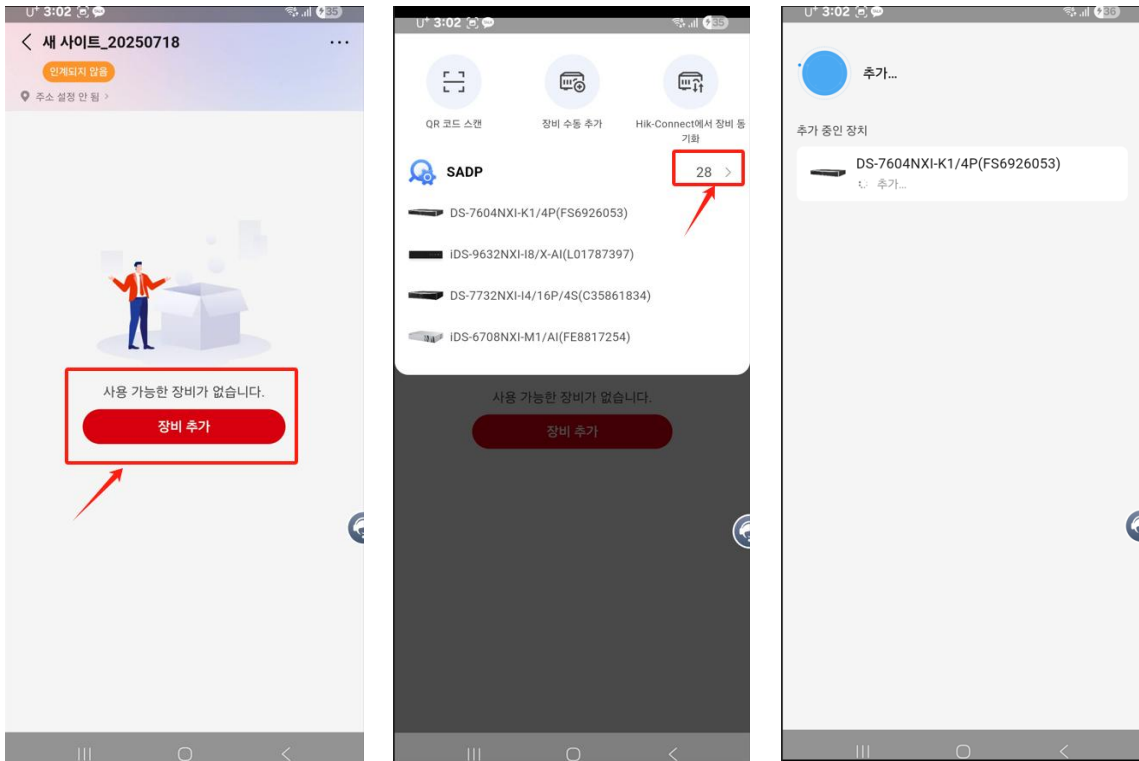 U+ 3:02
35
새 사이트_20250718
인계되지 않음
주소 설정 안 됨 >
사용 가능한 장비가 없습니다.
장비 추가
U+ 3:02
35
QR 코드 스캔
장비 수동 추가
Hik-Connect에서 장비 동
기화
SADP
28 >
DS-7604NXI-K1/4P(FS6926053)
iDS-9632NXI-I8/X-AI(L01787397)
DS-7732NXI-I4/16P/4S(C35861834)
iDS-6708NXI-M1/AI(FE8817254)
사용 가능한 장비가 없습니다.
장비 추가
U+ 3:02
36
추가...
추가 중인 장치
DS-7604NXI-K1/4P(FS6926053)
추가...